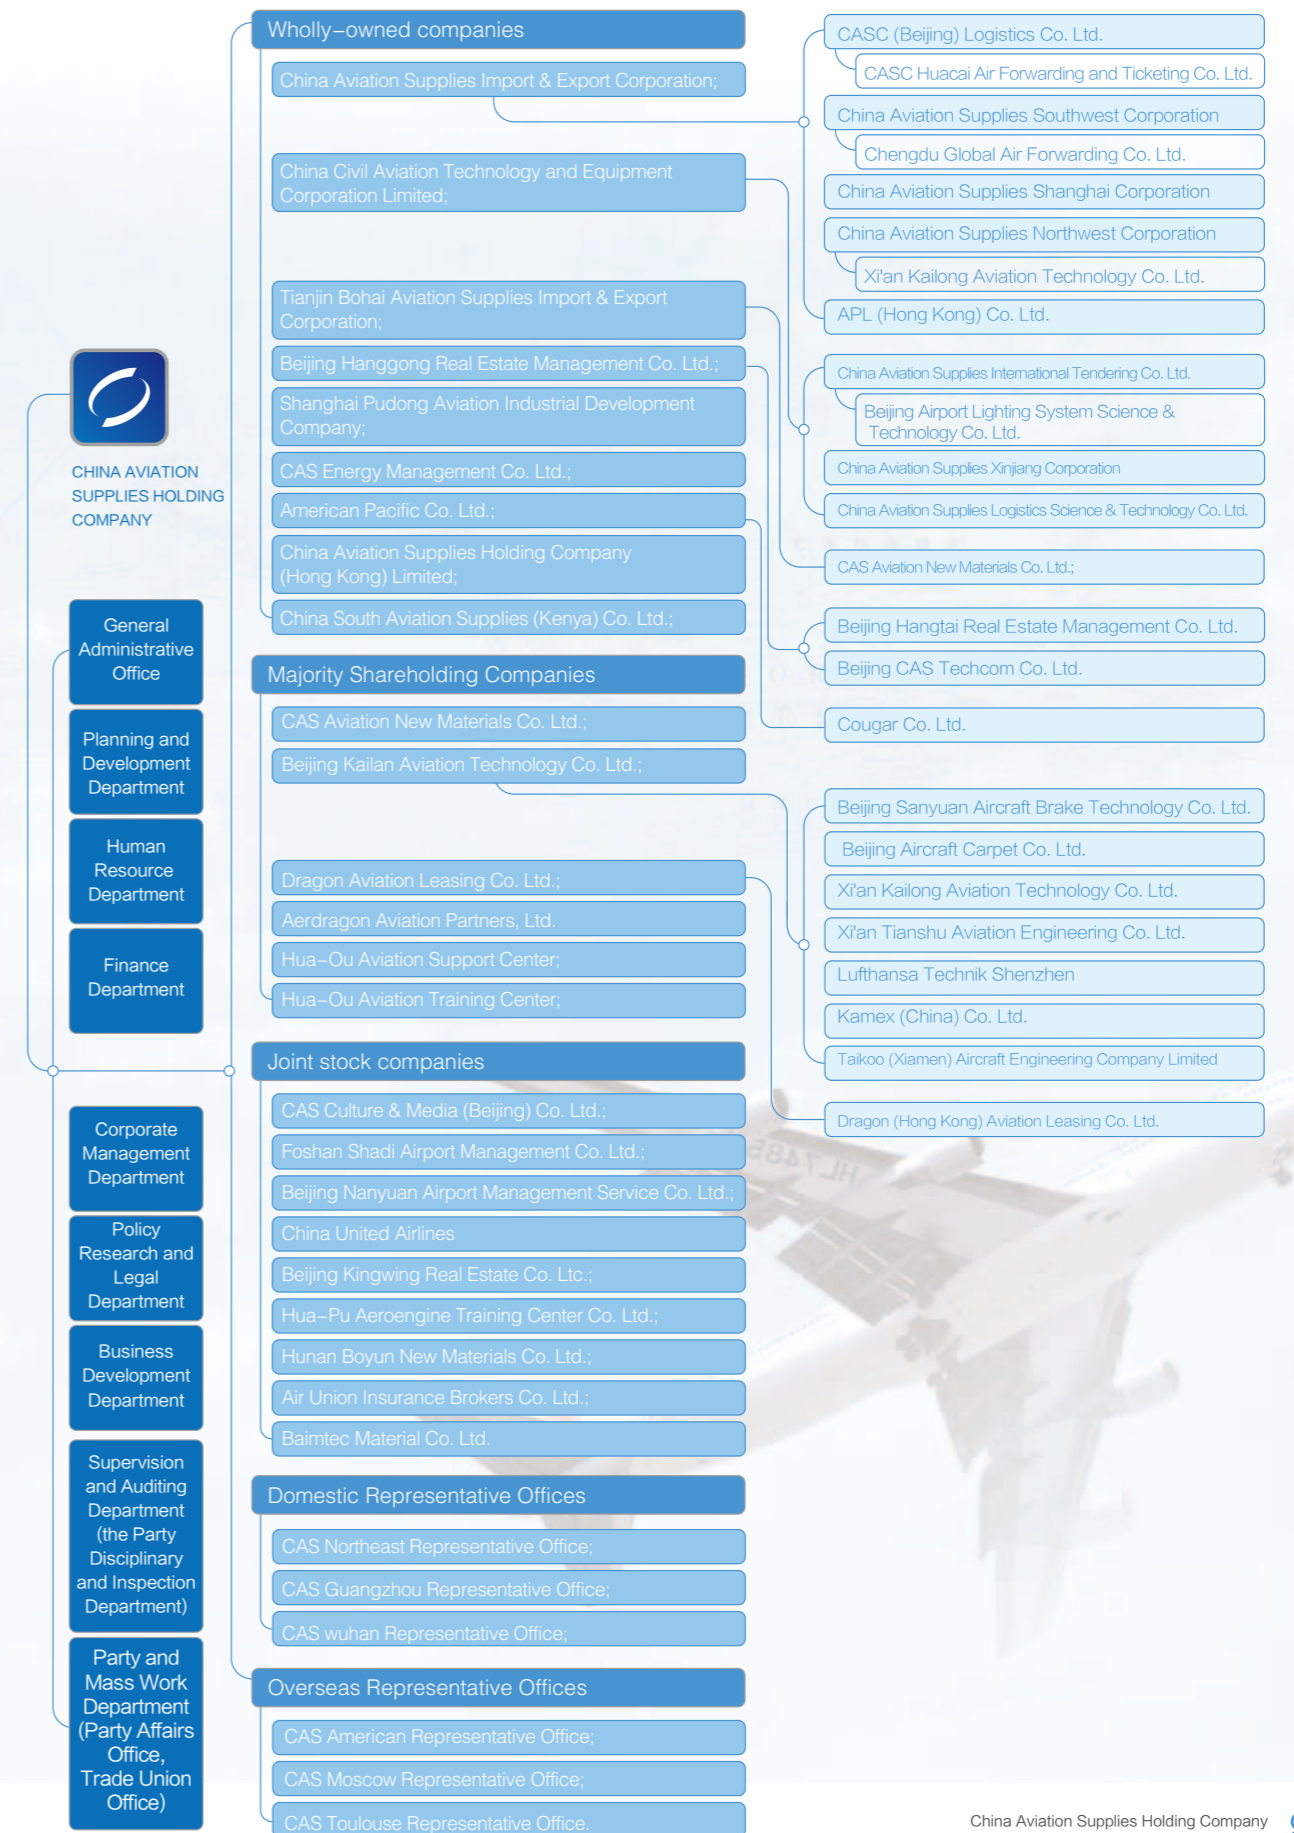 CHINA AVIATION
SUPPLIES HOLDING
COMPANY
General
Administrative
Office
Planning and
Development
Department
Human
Resource
Department
Finance
Department
Corporate
Management
Department
Policy
Research and
Legal
Department
Business
Development
Department
Supervision
and Auditing
Department
(the Party
Disciplinary
and Inspection
Department)
Party and
Mass Work
Department
(Party Affairs
Office,
Trade Union
Office)
Wholly-owned companies
China Aviation Supplies Import & Export Corporation;
China Civil Aviation Technology and Equipment
Corporation Limited;
Tianjin Bohai Aviation Supplies Import & Export
Corporation;
Beijing Hanggong Real Estate Management Co. Ltd.;
Shanghai Pudong Aviation Industrial Development
Company;
CAS Energy Management Co. Ltd.;
American Pacific Co. Ltd.;
China Aviation Supplies Holding Company
(Hong Kong) Limited;
China South Aviation Supplies (Kenya) Co. Ltd.;
Majority Shareholding Companies
CAS Aviation New Materials Co. Ltd.;
Beijing Kailan Aviation Technology Co. Ltd.;
Dragon Aviation Leasing Co. Ltd.;
Aerdragon Aviation Partners, Ltd.
Hua-Ou Aviation Support Center;
Hua-Ou Aviation Training Center;
Joint stock companies
CAS Culture & Media (Beijing) Co. Ltd.;
Foshan Shadi Airport Management Co. Ltd.;
Beijing Nanyuan Airport Management Service Co. Ltd.;
China United Airlines
Beijing Kingwing Real Estate Co. Ltc.;
Hua-Pu Aeroengine Training Center Co. Ltd.;
Hunan Boyun New Materials Co. Ltd.;
Air Union Insurance Brokers Co. Ltd.;
Baimtec Material Co. Ltd.
Domestic Representative Offices
CAS Northeast Representative Office;
CAS Guangzhou Representative Office;
CAS wuhan Representative Office;
Overseas Representative Offices
CAS American Representative Office;
CAS Moscow Representative Office;
CAS Toulouse Representative Office.
CASC (Beijing) Logistics Co. Ltd.
CASC Huacai Air Forwarding and Ticketing Co. Ltd.
China Aviation Supplies Southwest Corporation
Chengdu Global Air Forwarding Co. Ltd.
China Aviation Supplies Shanghai Corporation
China Aviation Supplies Northwest Corporation
Xi'an Kailong Aviation Technology Co. Ltd.
APL (Hong Kong) Co. Ltd.
China Aviation Supplies International Tendering Co. Ltd.
Beijing Airport Lighting System Science &
Technology Co. Ltd.
China Aviation Supplies Xinjiang Corporation
China Aviation Supplies Logistics Science & Technology Co. Ltd.
CAS Aviation New Materials Co. Ltd.;
Beijing Hangtai Real Estate Management Co. Ltd.
Beijing CAS Techcom Co. Ltd.
Cougar Co. Ltd.
Beijing Sanyuan Aircraft Brake Technology Co. Ltd.
Beijing Aircraft Carpet Co. Ltd.
Xi'an Kailong Aviation Technology Co. Ltd.
Xi'an Tianshu Aviation Engineering Co. Ltd.
Lufthansa Technik Shenzhen
Kamex (China) Co. Ltd.
Taikoo (Xiamen) Aircraft Engineering Company Limited
Dragon (Hong Kong) Aviation Leasing Co. Ltd.
China Aviation Supplies Holding Company